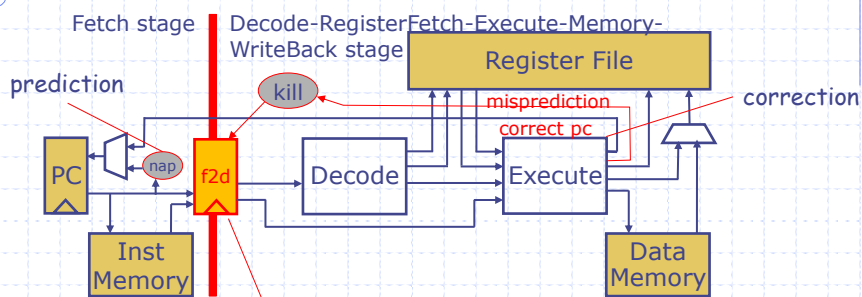 Fetch stage
Decode-RegisterFetch-Execute-Memory-
WriteBack stage
Register File
prediction
kill
misprediction
correction
correct pc
PC
nap
f2d
Decode
Execute
Inst
Memory
Data
Memory